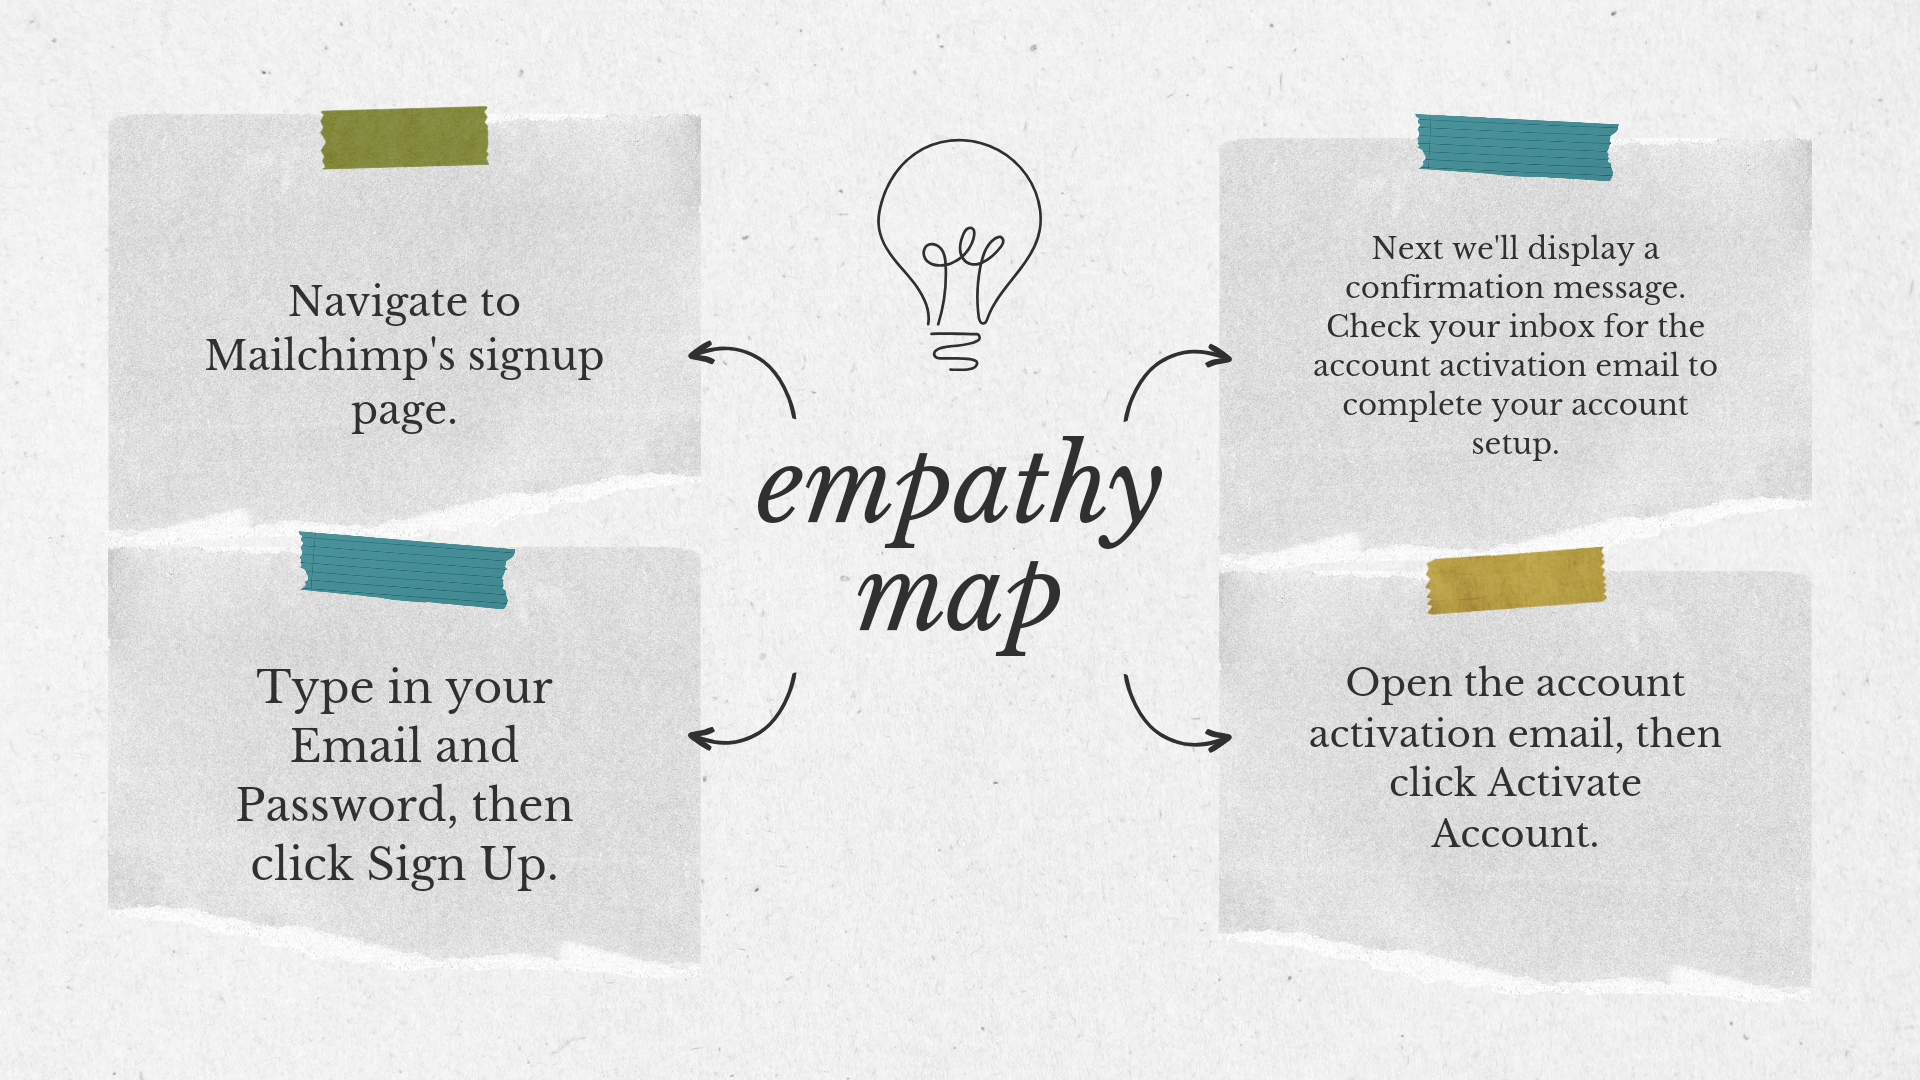 Navigate to
Mailchimp's signup
page.
Type in your
Email and
Password, then
click Sign Up.
empathy
map
Next we'll display a
confirmation message.
Check your inbox for the
account activation email to
complete your account
setup.
Open the account
activation email, then
click Activate
Account.